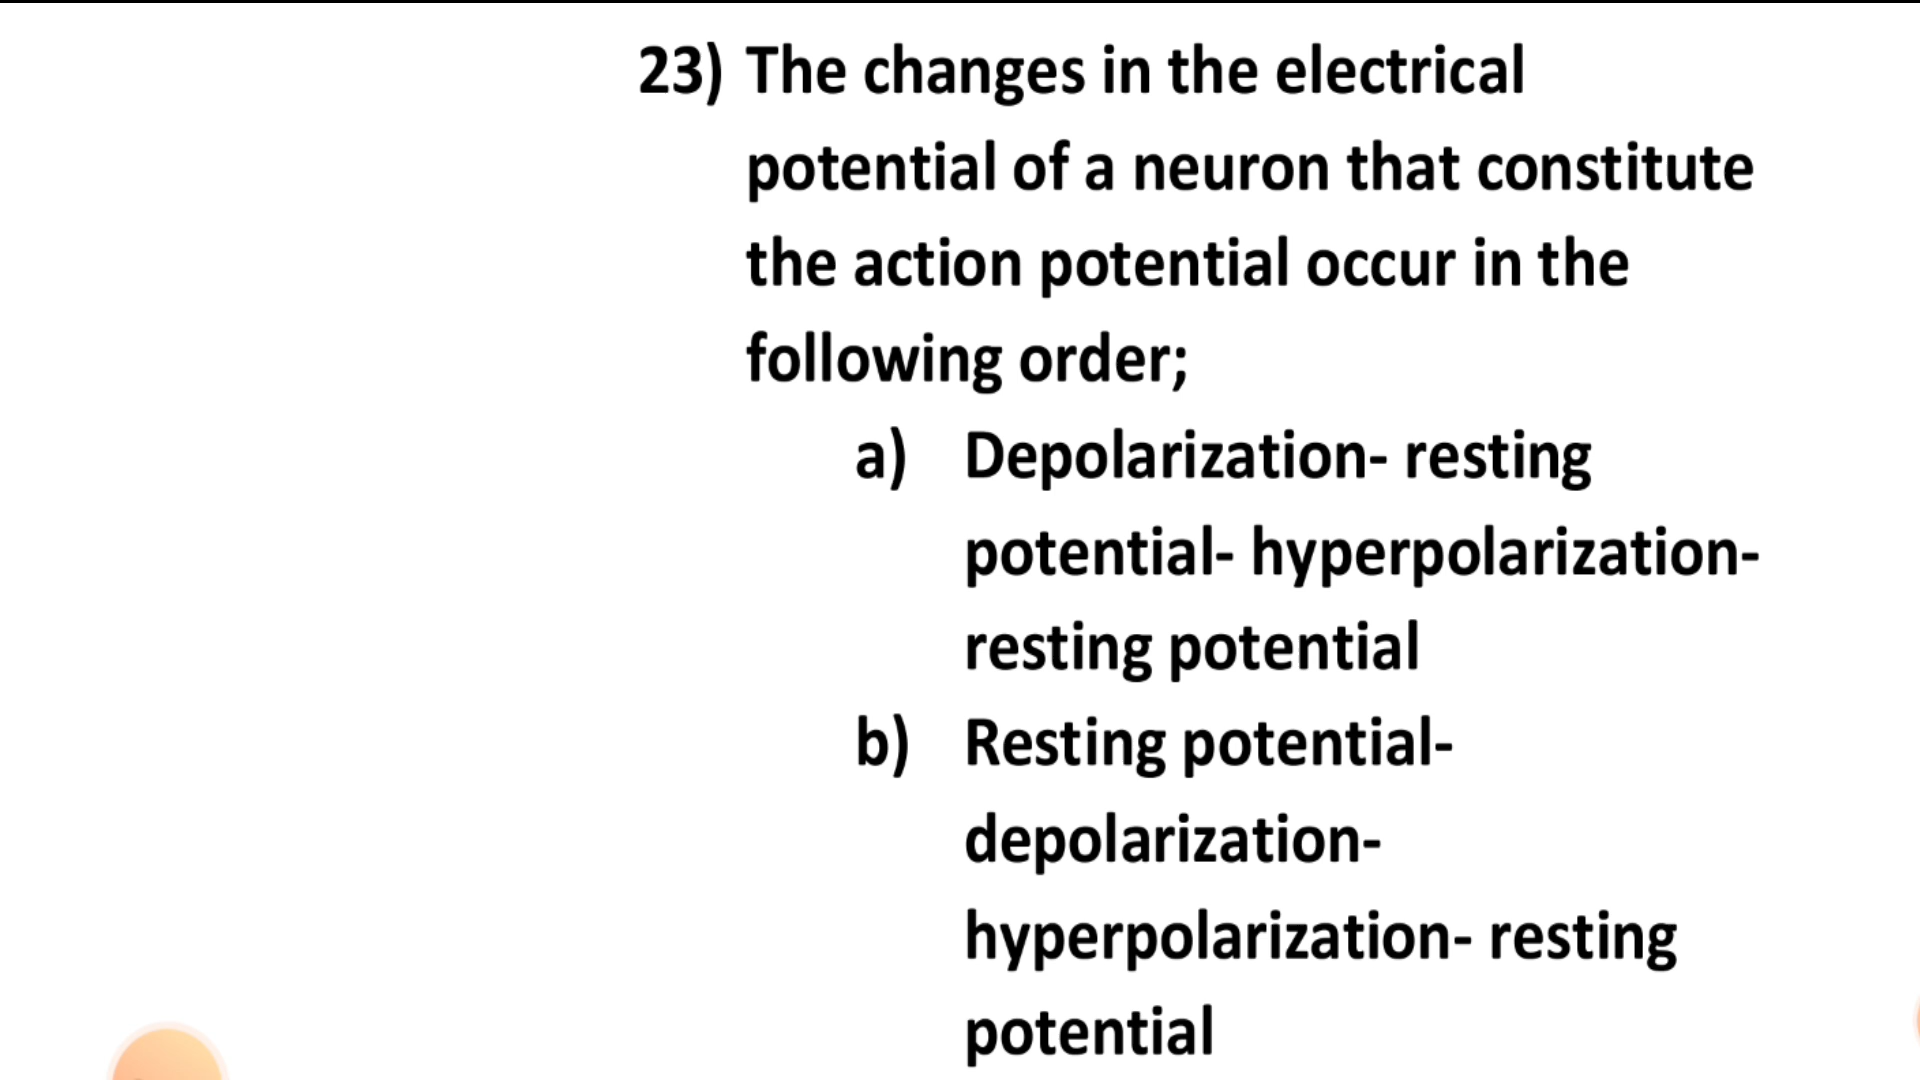 23) The changes in the electrical
potential of a neuron that constitute
the action potential occur in the
following order;
a) Depolarization- resting
potential- hyperpolarization-
resting potential
b) Resting potential-
depolarization-
hyperpolarization- resting
potential